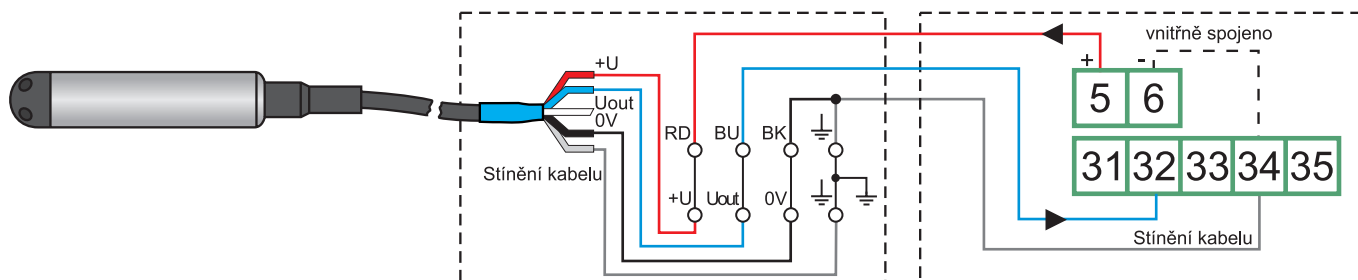 vnitřně spojeno
+ -
5 6
+U
Uout
0V
RD BU BK
Stínění kabelu
+U Uout 0V
31 32 33 34 35
Stínění kabelu